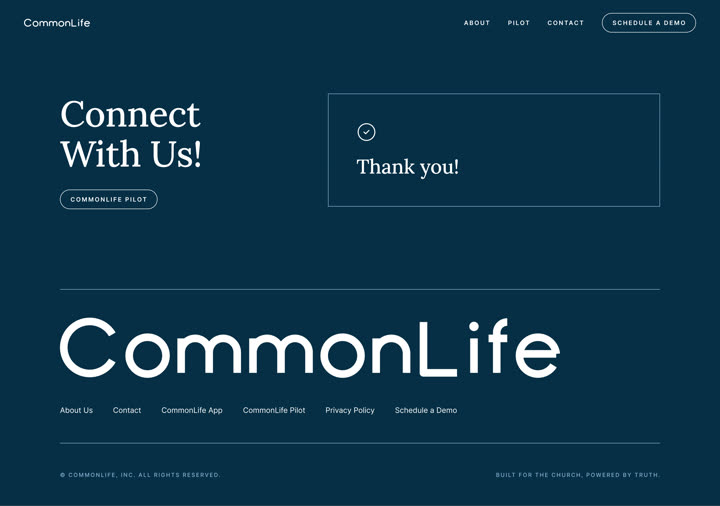 CommonLife
ABOUT PILOT CONTACT SCHEDULE A DEMO
Connect
With Us!
COMMONLIFE PILOT
Thank you!
CommonLife
About Us Contact CommonLife App CommonLife Pilot Privacy Policy Schedule a Demo
© COMMONLIFE, INC. ALL RIGHTS RESERVED.
BUILT FOR THE CHURCH, POWERED BY TRUTH.